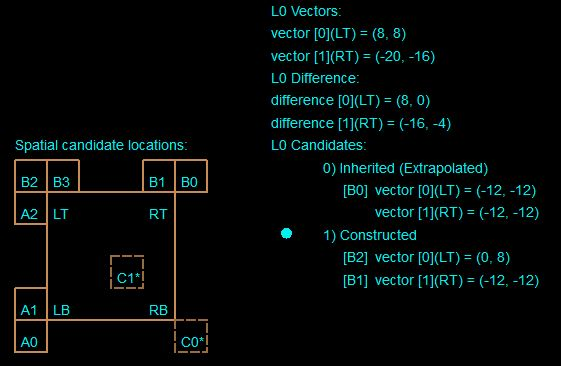 L0 Vectors:
vector [0](LT) = (8, 8)
vector [1](RT) = (-20, -16)
L0 Difference:
difference [0](LT) = (8, 0)
difference [1](RT) = (-16, -4)
L0 Candidates:
0) Inherited (Extrapolated)
[B0] vector [0](LT) = (-12, -12)
vector [1](RT) = (-12, -12)
1) Constructed
[B2] vector [0](LT) = (0, 8)
[B1] vector [1](RT) = (-12, -12)
Spatial candidate locations:
B2 B3 B1 B0
A2 LT RT
C1*
A1 LB RB
A0 C0*